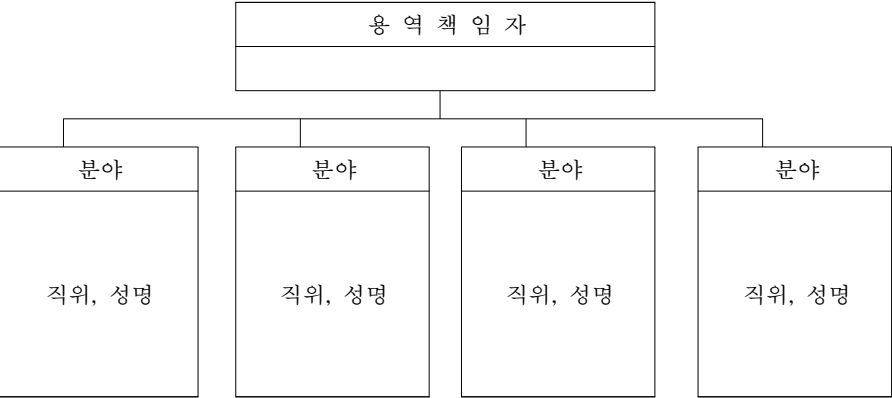 용 역 책 임 자
분야 분야 분야 분야
직위, 성명 직위, 성명 직위, 성명 직위, 성명